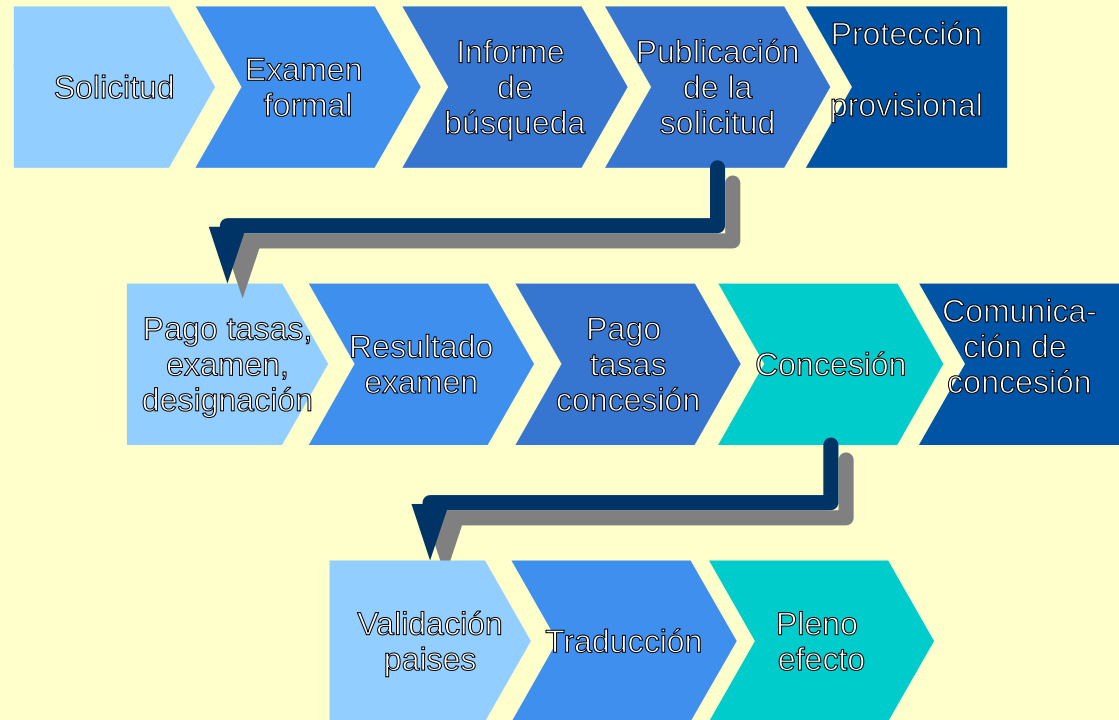 Solicitud
Examen
formal
Informe
de
búsqueda
Publicación
de la
solicitud
Protección
provisional
Pago tasas,
examen,
designación
Resultado
examen
Pago
tasas
concesión
Concesión
Comunica-
ción de
concesión
Validación
paises
Traducción
Pleno
efecto